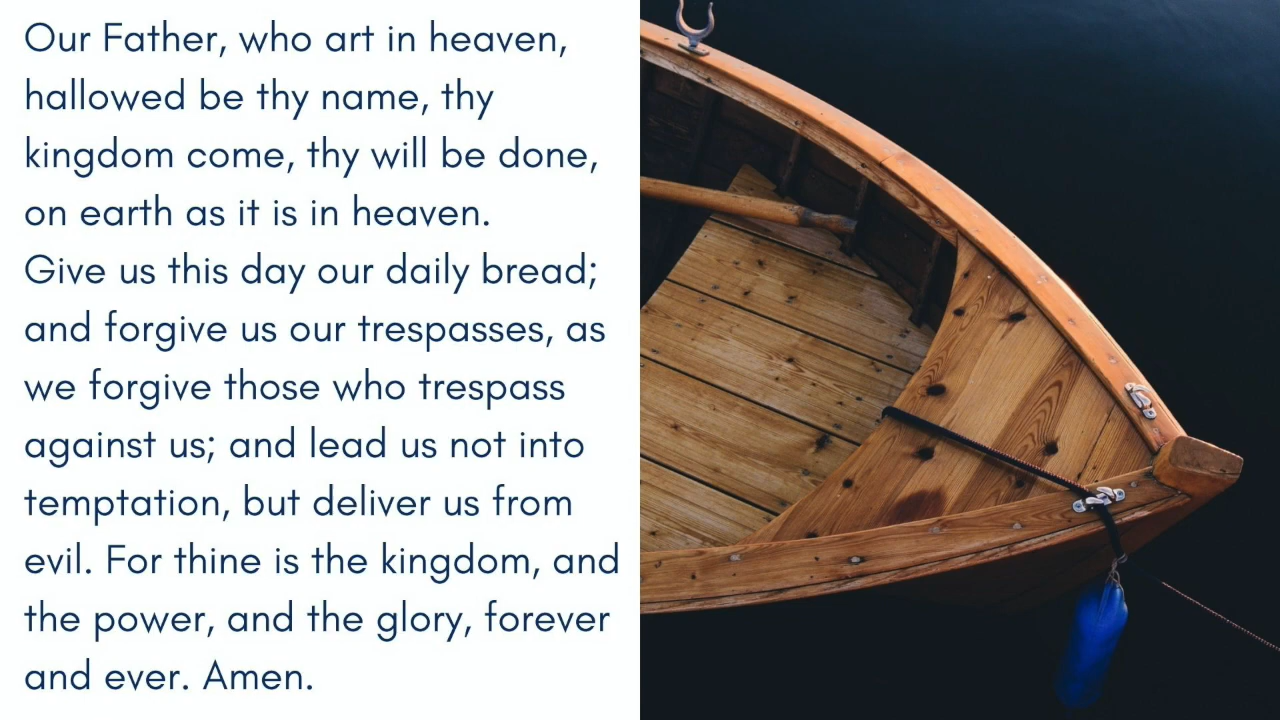 Our Father, who art in heaven,
hallowed be thy name, thy
kingdom come, thy will be done,
on earth as it is in heaven.
Give us this day our daily bread;
and forgive us our trespasses, as
we forgive those who trespass
against us; and lead us not into
temptation, but deliver us from
evil. For thine is the kingdom, and
the power, and the glory, forever
and ever. Amen.